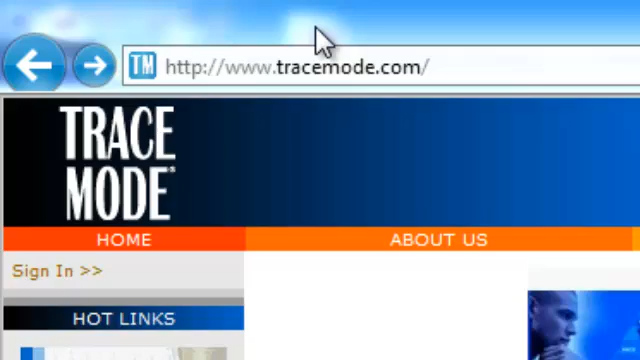 TM http://www.tracemode.com/
TRACE
MODE®
HOME ABOUT US
Sign In >>
HOT LINKS